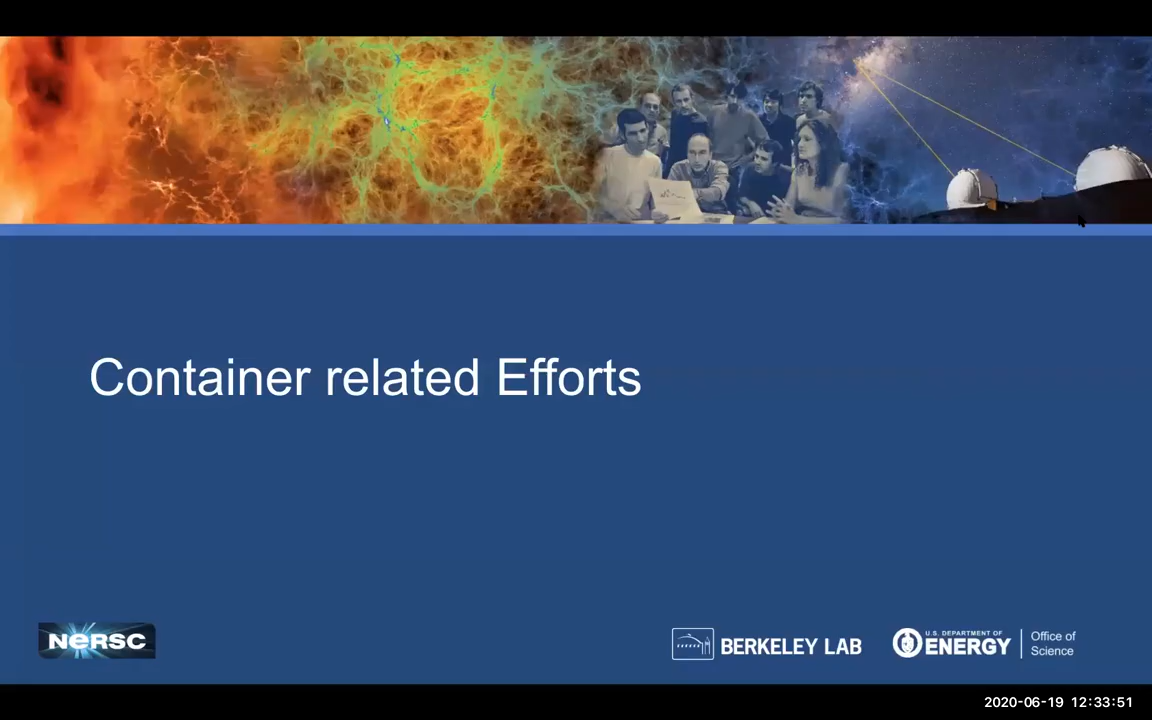 Container related Efforts
NERSC
BERKELEY LAB
U.S. DEPARTMENT OF
ENERGY
Office of
Science
2020-06-19 12:33:51